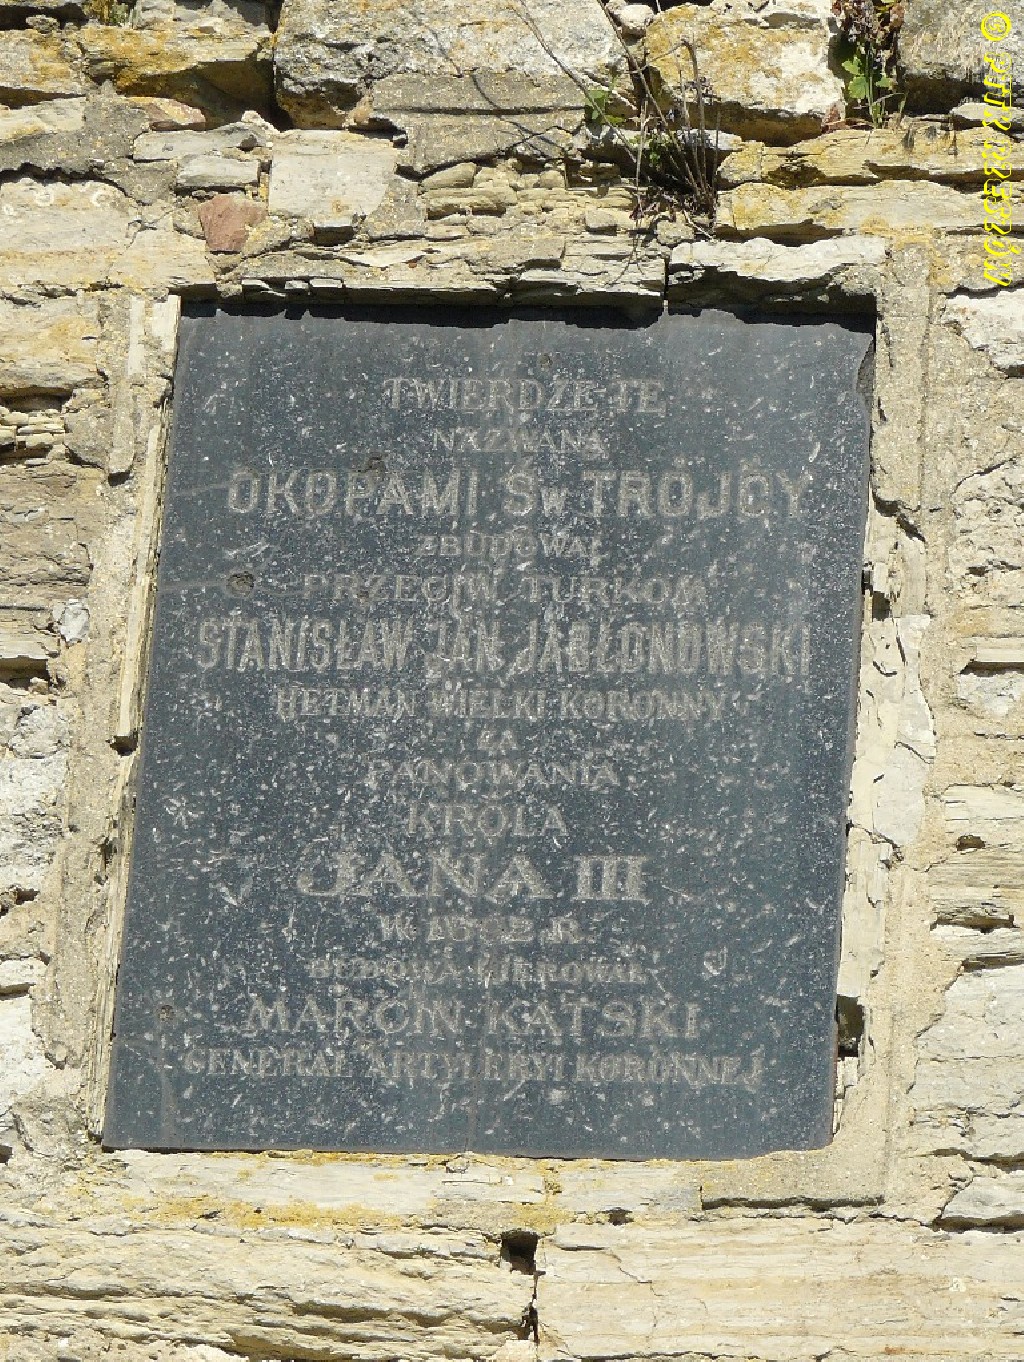 TWIERDZĘ TĘ
NAZWANĄ
OKOPAMI ŚW TRÓJCY
ZBUDOWAŁ
PRZECIW TURKOM
STANISŁAW JAN JABŁONOWSKI
HETMAN WIELKI KORONNY
ZA
PANOWANIA
KRÓLA
JANA III
W 1692 R.
BUDOWĄ KIEROWAŁ
MARCIN KĄTSKI
GENERAŁ ARTYLERYI KORONNEJ